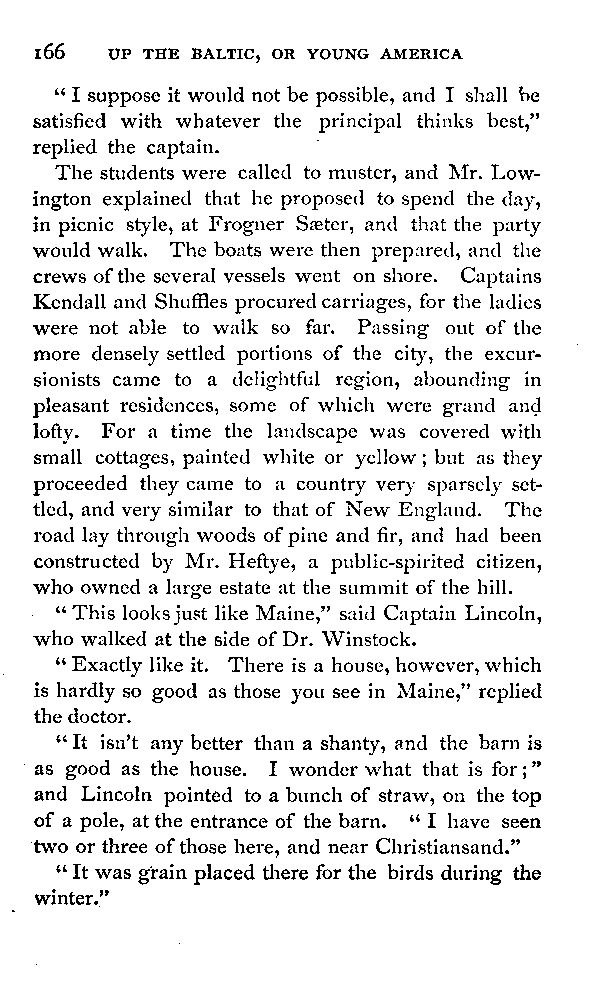 166 UP THE BALTIC, OR YOUNG AMERICA
“ I suppose it would not be possible, and I shall be
satisfied with whatever the principal thinks best,”
replied the captain.
The students were called to muster, and Mr. Low-
ington explained that he proposed to spend the day,
in picnic style, at Frogner Sæter, and that the party
would walk. The boats were then prepared, and the
crews of the several vessels went on shore. Captains
Kendall and Shuffles procured carriages, for the ladies
were not able to walk so far. Passing out of the
more densely settled portions of the city, the excur-
sionists came to a delightful region, abounding in
pleasant residences, some of which were grand and
lofty. For a time the landscape was covered with
small cottages, painted white or yellow ; but as they
proceeded they came to a country very sparsely set-
tled, and very similar to that of New England. The
road lay through woods of pine and fir, and had been
constructed by Mr. Heftye, a public-spirited citizen,
who owned a large estate at the summit of the hill.
“ This looks just like Maine,” said Captain Lincoln,
who walked at the side of Dr. Winstock.
“ Exactly like it. There is a house, however, which
is hardly so good as those you see in Maine,” replied
the doctor.
“ It isn’t any better than a shanty, and the barn is
as good as the house. I wonder what that is for ; ”
and Lincoln pointed to a bunch of straw, on the top
of a pole, at the entrance of the barn. “ I have seen
two or three of those here, and near Christiansand.”
“ It was grain placed there for the birds during the
winter.”